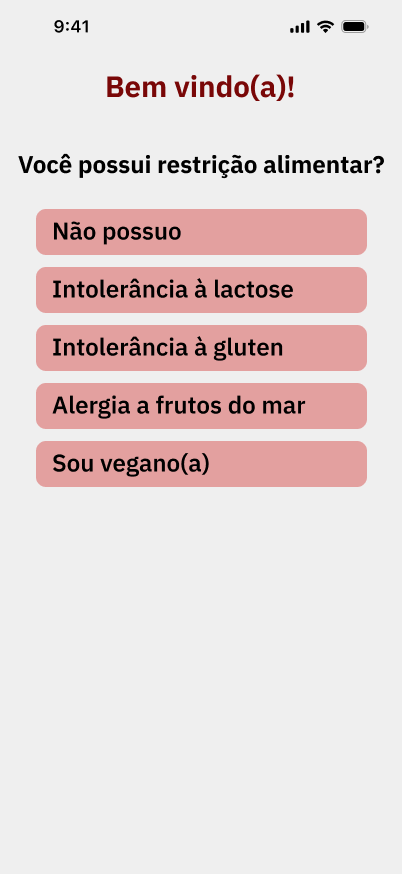 9:41
Bem vindo(a)!
Você possui restrição alimentar?
Não possuo
Intolerância à lactose
Intolerância à gluten
Alergia a frutos do mar
Sou vegano(a)